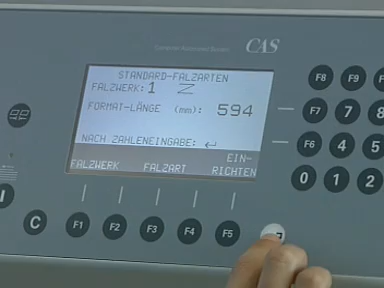 CAS
STANDARD-FALZARTEN
FALZWERK: 1
FORMAT-LÄNGE (mm): 594
NACH ZAHLENEINGABE: ↵
FALZWERK FALZART EIN-
RICHTEN
F8 F9
F7 7 8
F6 4 5
0 1 2
I C F1 F2 F3 F4 F5